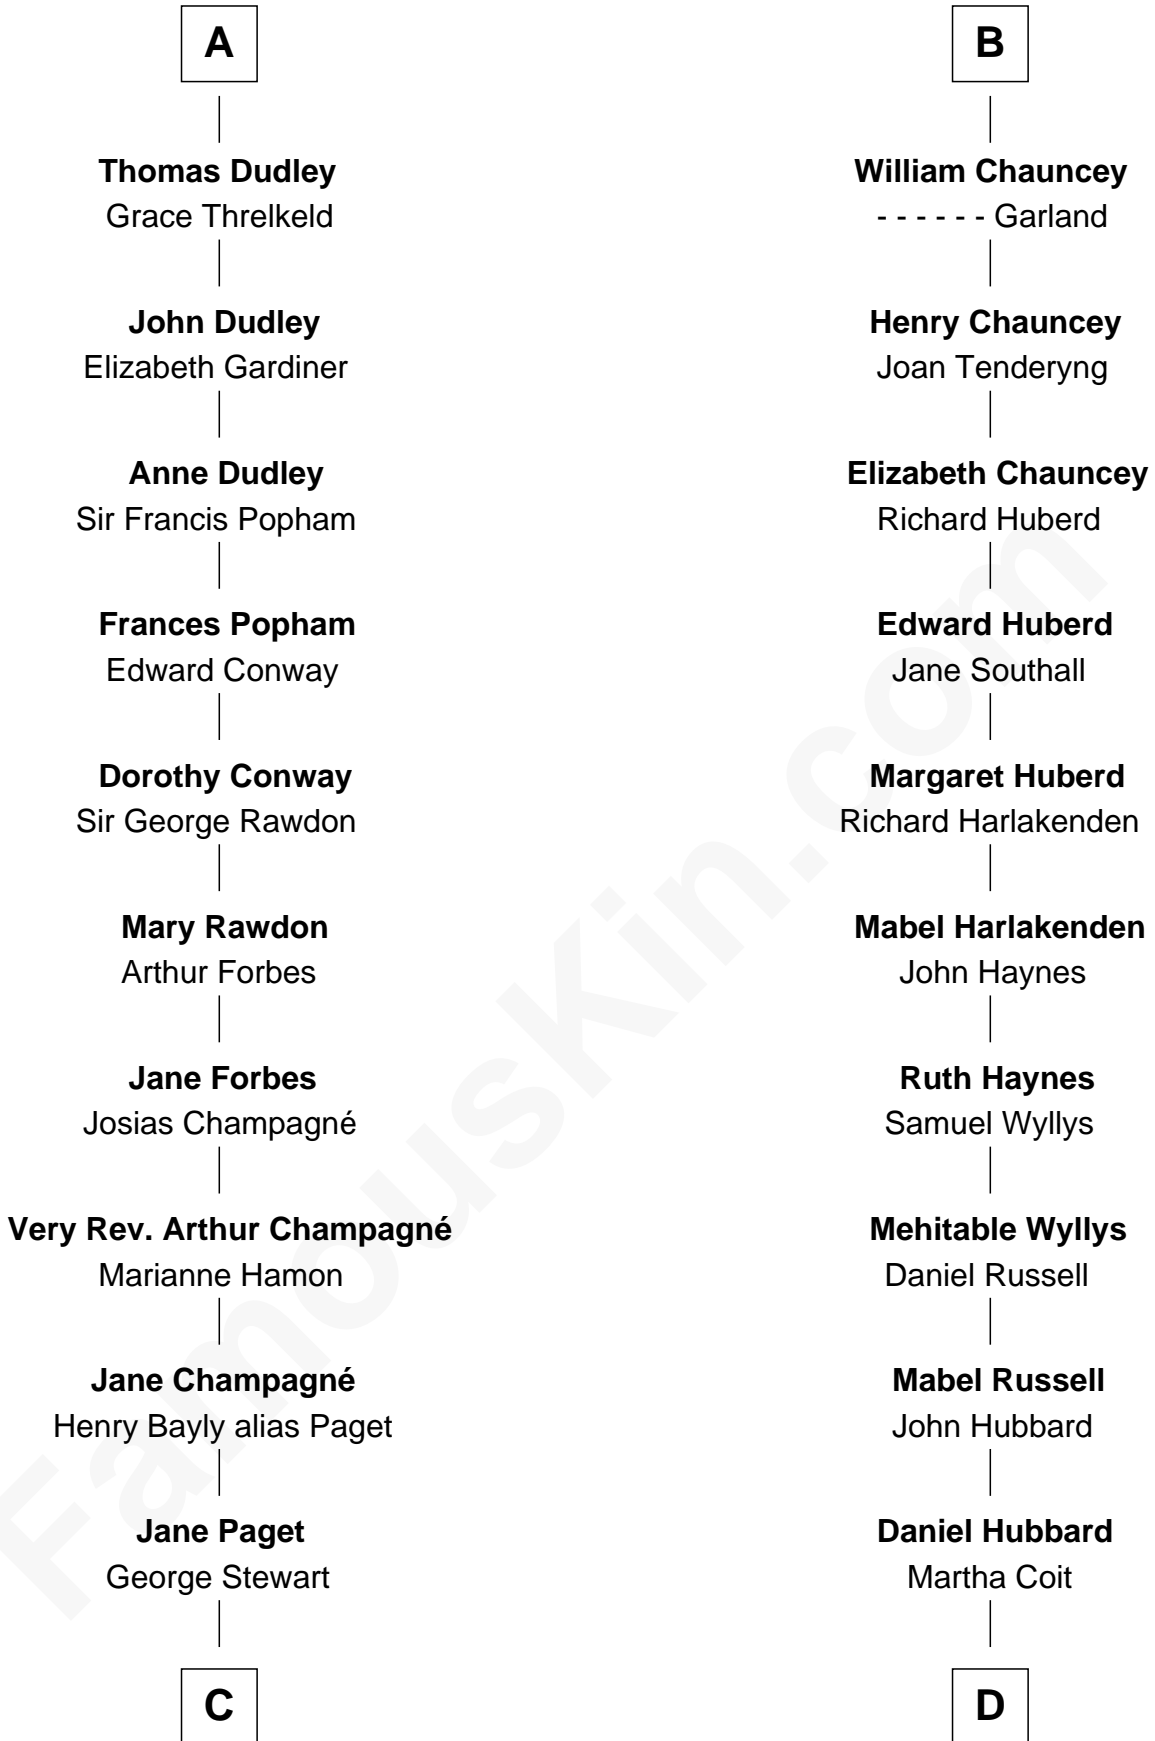 A
Thomas Dudley
Grace Threlkeld
John Dudley
Elizabeth Gardiner
Anne Dudley
Sir Francis Popham
Frances Popham
Edward Conway
Dorothy Conway
Sir George Rawdon
Mary Rawdon
Arthur Forbes
Jane Forbes
Josias Champagné
Very Rev. Arthur Champagné
Marianne Hamon
Jane Champagné
Henry Bayly alias Paget
Jane Paget
George Stewart
C
B
William Chauncey
- - - - - - Garland
Henry Chauncey
Joan Tenderyng
Elizabeth Chauncey
Richard Huberd
Edward Huberd
Jane Southall
Margaret Huberd
Richard Harlakenden
Mabel Harlakenden
John Haynes
Ruth Haynes
Samuel Wyllys
Mehitable Wyllys
Daniel Russell
Mabel Russell
John Hubbard
Daniel Hubbard
Martha Coit
D
FamousKin.com